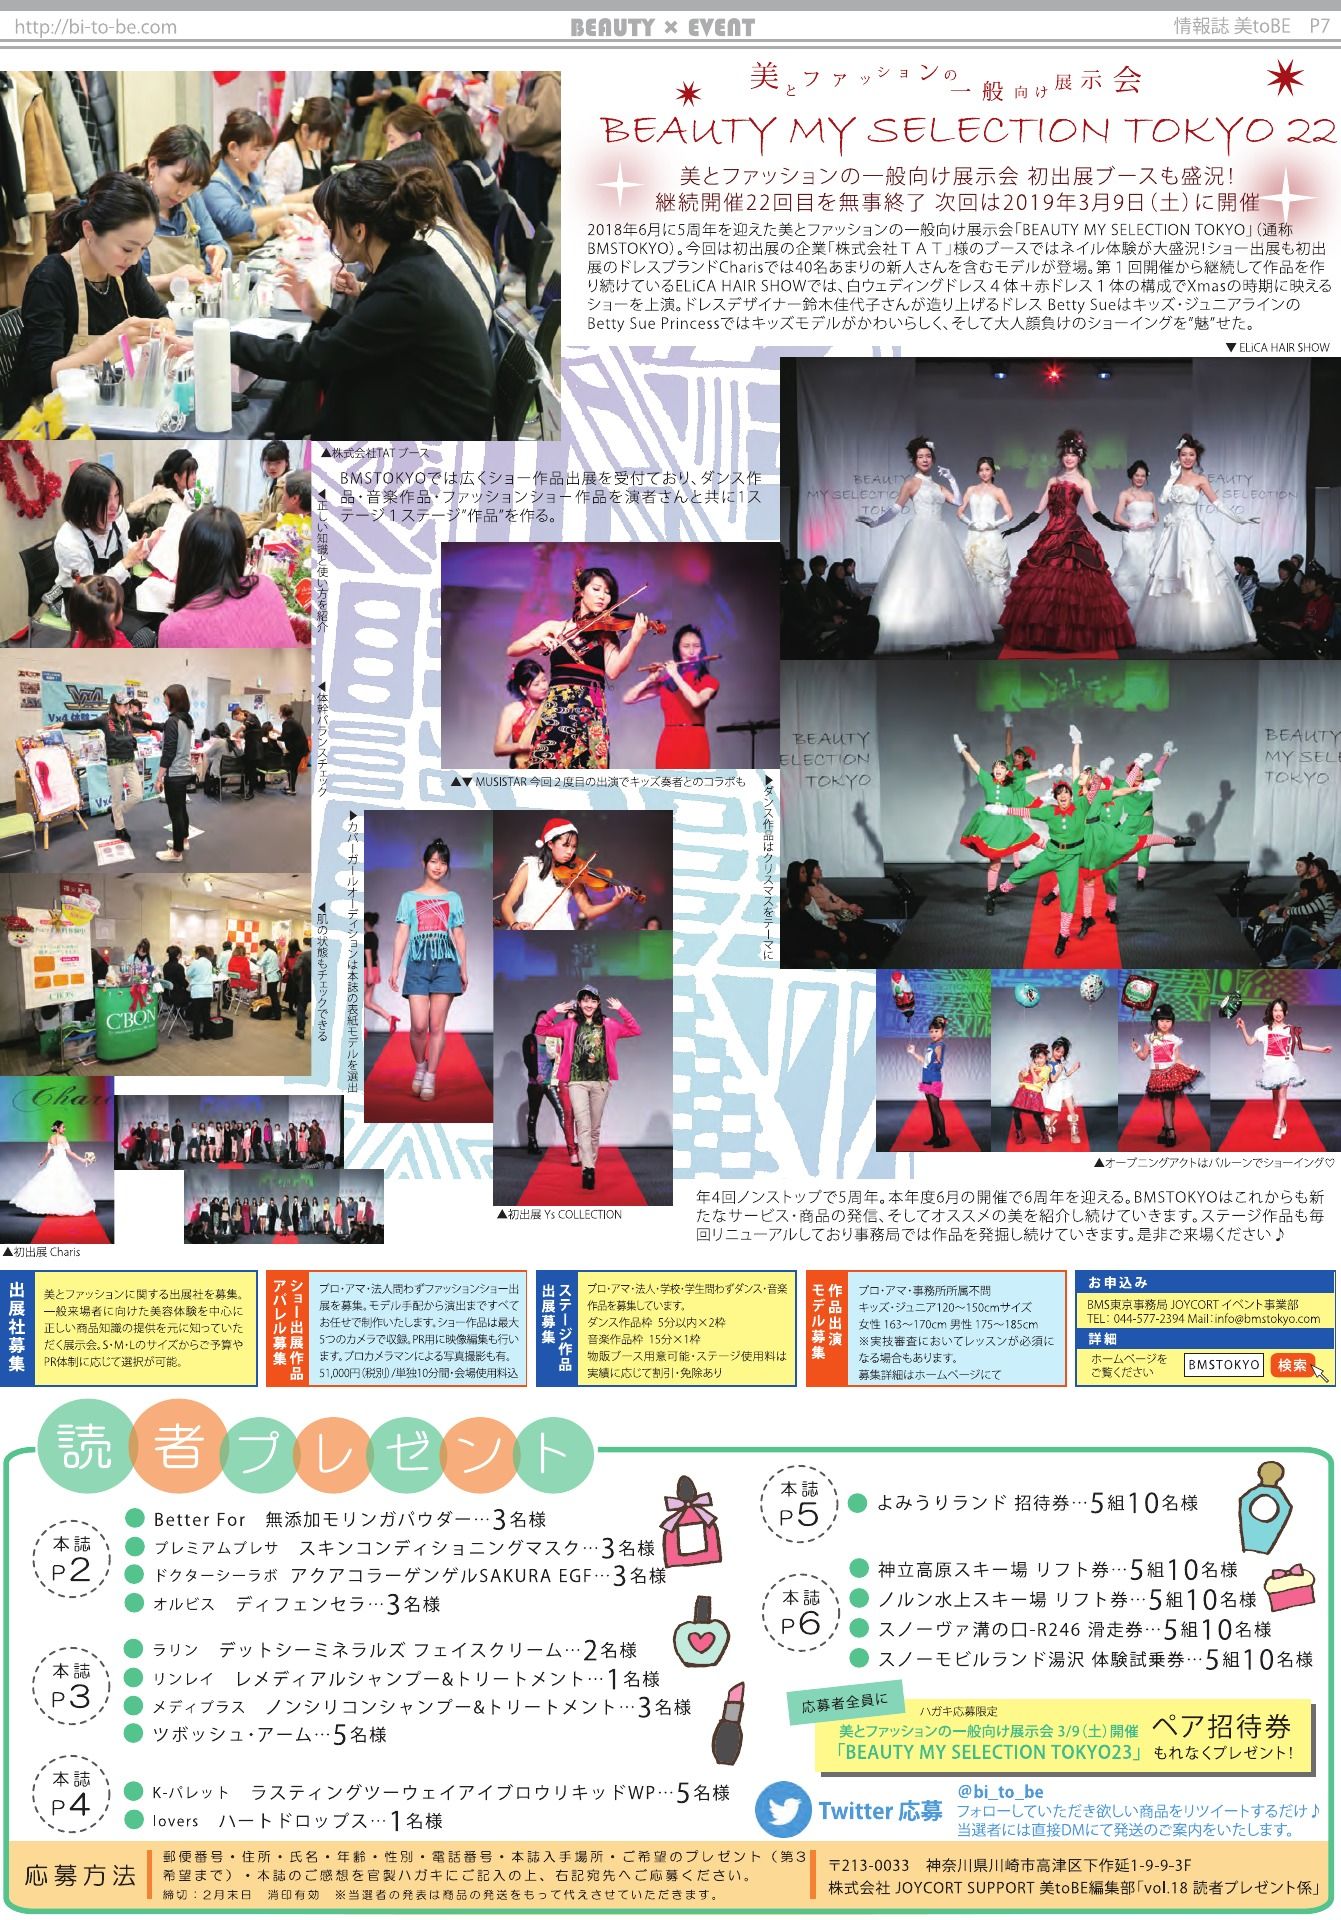 http://bi-to-be.com
BEAUTY × EVENT
情報誌 美toBE P7
美とファッションの一般向け展示会
BEAUTY MY SELECTION TOKYO 22
美とファッションの一般向け展示会 初出展ブースも盛況！
継続開催22回目を無事終了 次回は2019年3月9日（土）に開催
2018年6月に5周年を迎えた美とファッションの一般向け展示会「BEAUTY MY SELECTION TOKYO」（通称
BMSTOKYO）。今回は初出展の企業「株式会社ＴＡＴ」様のブースではネイル体験が大盛況！ショー出展も初出
展のドレスブランドCharisでは40名あまりの新人さんを含むモデルが登場。第１回開催から継続して作品を作
り続けているELiCA HAIR SHOWでは、白ウェディングドレス４体＋赤ドレス１体の構成でXmasの時期に映える
ショーを上演。ドレスデザイナー鈴木佳代子さんが造り上げるドレス Betty Sueはキッズ・ジュニアラインの
Betty Sue Princessではキッズモデルがかわいらしく、そして大人顔負けのショーイングを”魅”せた。
▼ELiCA HAIR SHOW
▲株式会社TAT ブース
BMSTOKYOでは広くショー作品出展を受付ており、ダンス作
品・音楽作品・ファッションショー作品を演者さんと共に1ス
テージ１ステージ”作品”を作る。
◀正しい知識と使い方を紹介
BEAUTY
MY SELECTION
TOKYO
◀体幹バランスチェック
Vx4
▲▼ MUSISTAR 今回２度目の出演でキッズ奏者とのコラボも
▶ダンス作品はクリスマスをテーマに
BEAUTY
MY SELECTION
TOKYO
▶カバーガールオーディションは本誌の表紙モデルを選出
◀肌の状態もチェックできる
C'BON
▲初出展 Ys COLLECTION
▲オープニングアクトはバルーンでショーイング♡
▲初出展 Charis
年4回ノンストップで5周年。本年度6月の開催で6周年を迎える。BMSTOKYOはこれからも新
たなサービス・商品の発信、そしてオススメの美を紹介し続けていきます。ステージ作品も毎
回リニューアルしており事務局では作品を発掘し続けていきます。是非ご来場ください♪
出展社募集
美とファッションに関する出展社を募集。
一般来場者に向けた美容体験を中心に
正しい商品知識の提供を元に知っていた
だく展示会。S・M・Lのサイズからご予算や
PR体制に応じて選択が可能。
ショー出展作品
アパレル募集
プロ・アマ・法人問わずファッションショー出
展を募集。モデル手配から演出まですべて
お任せで制作いたします。ショー作品は最大
5つのカメラで収録。PR用に映像編集も行い
ます。プロカメラマンによる写真撮影も有。
51,000円（税別）/単独10分間・会場使用料込
ステージ作品
出展募集
プロ・アマ・法人・学校・学生問わずダンス・音楽
作品を募集しています。
ダンス作品枠 5分以内×2枠
音楽作品枠 15分×1枠
物販ブース用意可能・ステージ使用料は
実績に応じて割引・免除あり
作品出演
モデル募集
プロ・アマ・事務所所属不問
キッズ・ジュニア120～150cmサイズ
女性 163～170cm 男性 175～185cm
※実技審査においてレッスンが必須に
なる場合もあります。
募集詳細はホームページにて
お申込み
BMS東京事務局 JOYCORT イベント事業部
TEL：044-577-2394 Mail：info@bmstokyo.com
詳細
ホームページを
ご覧ください
BMSTOKYO 検索
読者プレゼント
本誌
P2
Better For 無添加モリンガパウダー…3名様
プレミアムプレサ スキンコンディショニングマスク…3名様
ドクターシーラボ アクアコラーゲンゲルSAKURA EGF…3名様
オルビス ディフェンセラ…3名様
本誌
P3
ラリン デットシーミネラルズ フェイスクリーム…2名様
リンレイ レメディアルシャンプー&トリートメント…1名様
メディプラス ノンシリコンシャンプー&トリートメント…3名様
ツボッシュ・アーム…5名様
本誌
P4
K-パレット ラスティングツーウェイアイブロウリキッドWP…5名様
lovers ハートドロップス…1名様
本誌
P5
よみうりランド 招待券…5組10名様
本誌
P6
神立高原スキー場 リフト券…5組10名様
ノルン水上スキー場 リフト券…5組10名様
スノーヴァ溝の口-R246 滑走券…5組10名様
スノーモビルランド湯沢 体験試乗券…5組10名様
応募者全員に
ハガキ応募限定
美とファッションの一般向け展示会 3/9（土）開催
「BEAUTY MY SELECTION TOKYO23」
ペア招待券
もれなくプレゼント！
Twitter 応募
@bi_to_be
フォローしていただき欲しい商品をリツイートするだけ♪
当選者には直接DMにて発送のご案内をいたします。
応募方法
郵便番号・住所・氏名・年齢・性別・電話番号・本誌入手場所・ご希望のプレゼント（第3
希望まで）・本誌のご感想を官製ハガキにご記入の上、右記宛先へご応募ください。
締切：2月末日 消印有効 ※当選者の発表は商品の発送をもって代えさせていただきます。
〒213-0033 神奈川県川崎市高津区下作延1-9-9-3F
株式会社 JOYCORT SUPPORT 美toBE編集部「vol.18 読者プレゼント係」